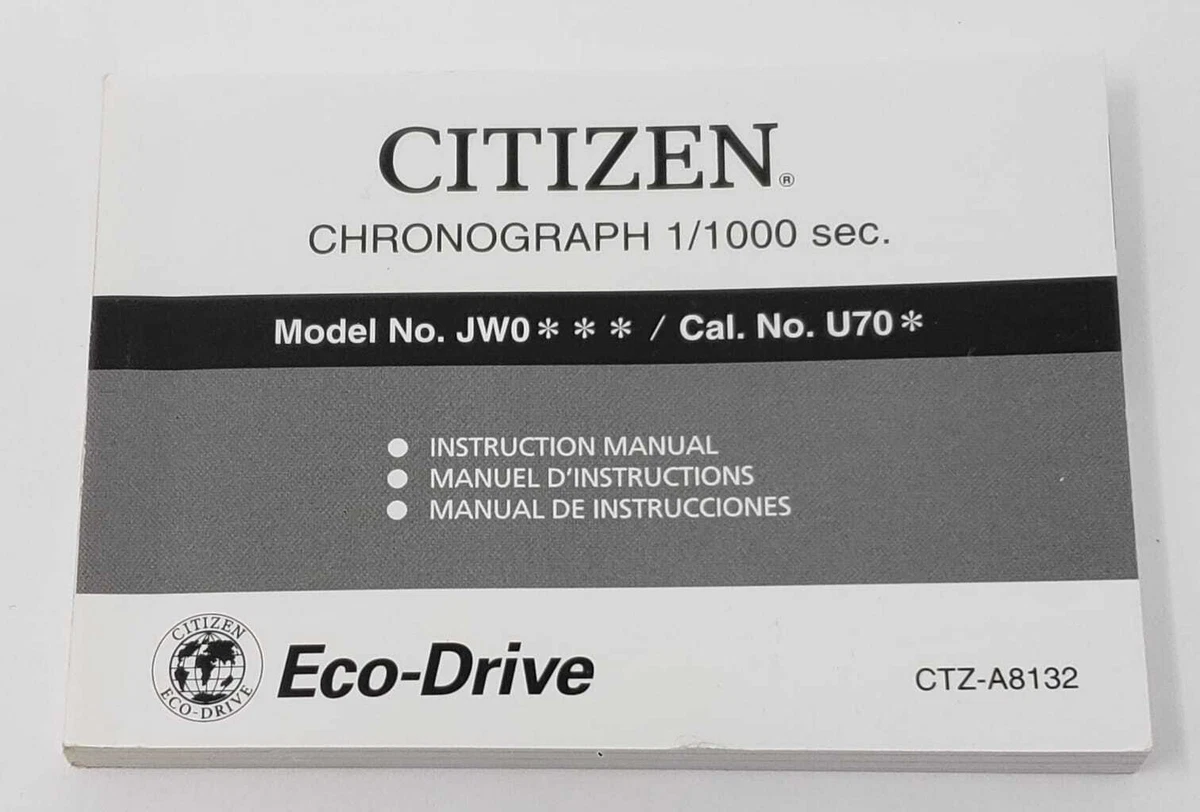 CITIZEN®
CHRONOGRAPH 1/1000 sec.
Model No. JW0＊＊＊ / Cal. No. U70＊
● INSTRUCTION MANUAL
● MANUEL D'INSTRUCTIONS
● MANUAL DE INSTRUCCIONES
CITIZEN
ECO-DRIVE
Eco-Drive
CTZ-A8132